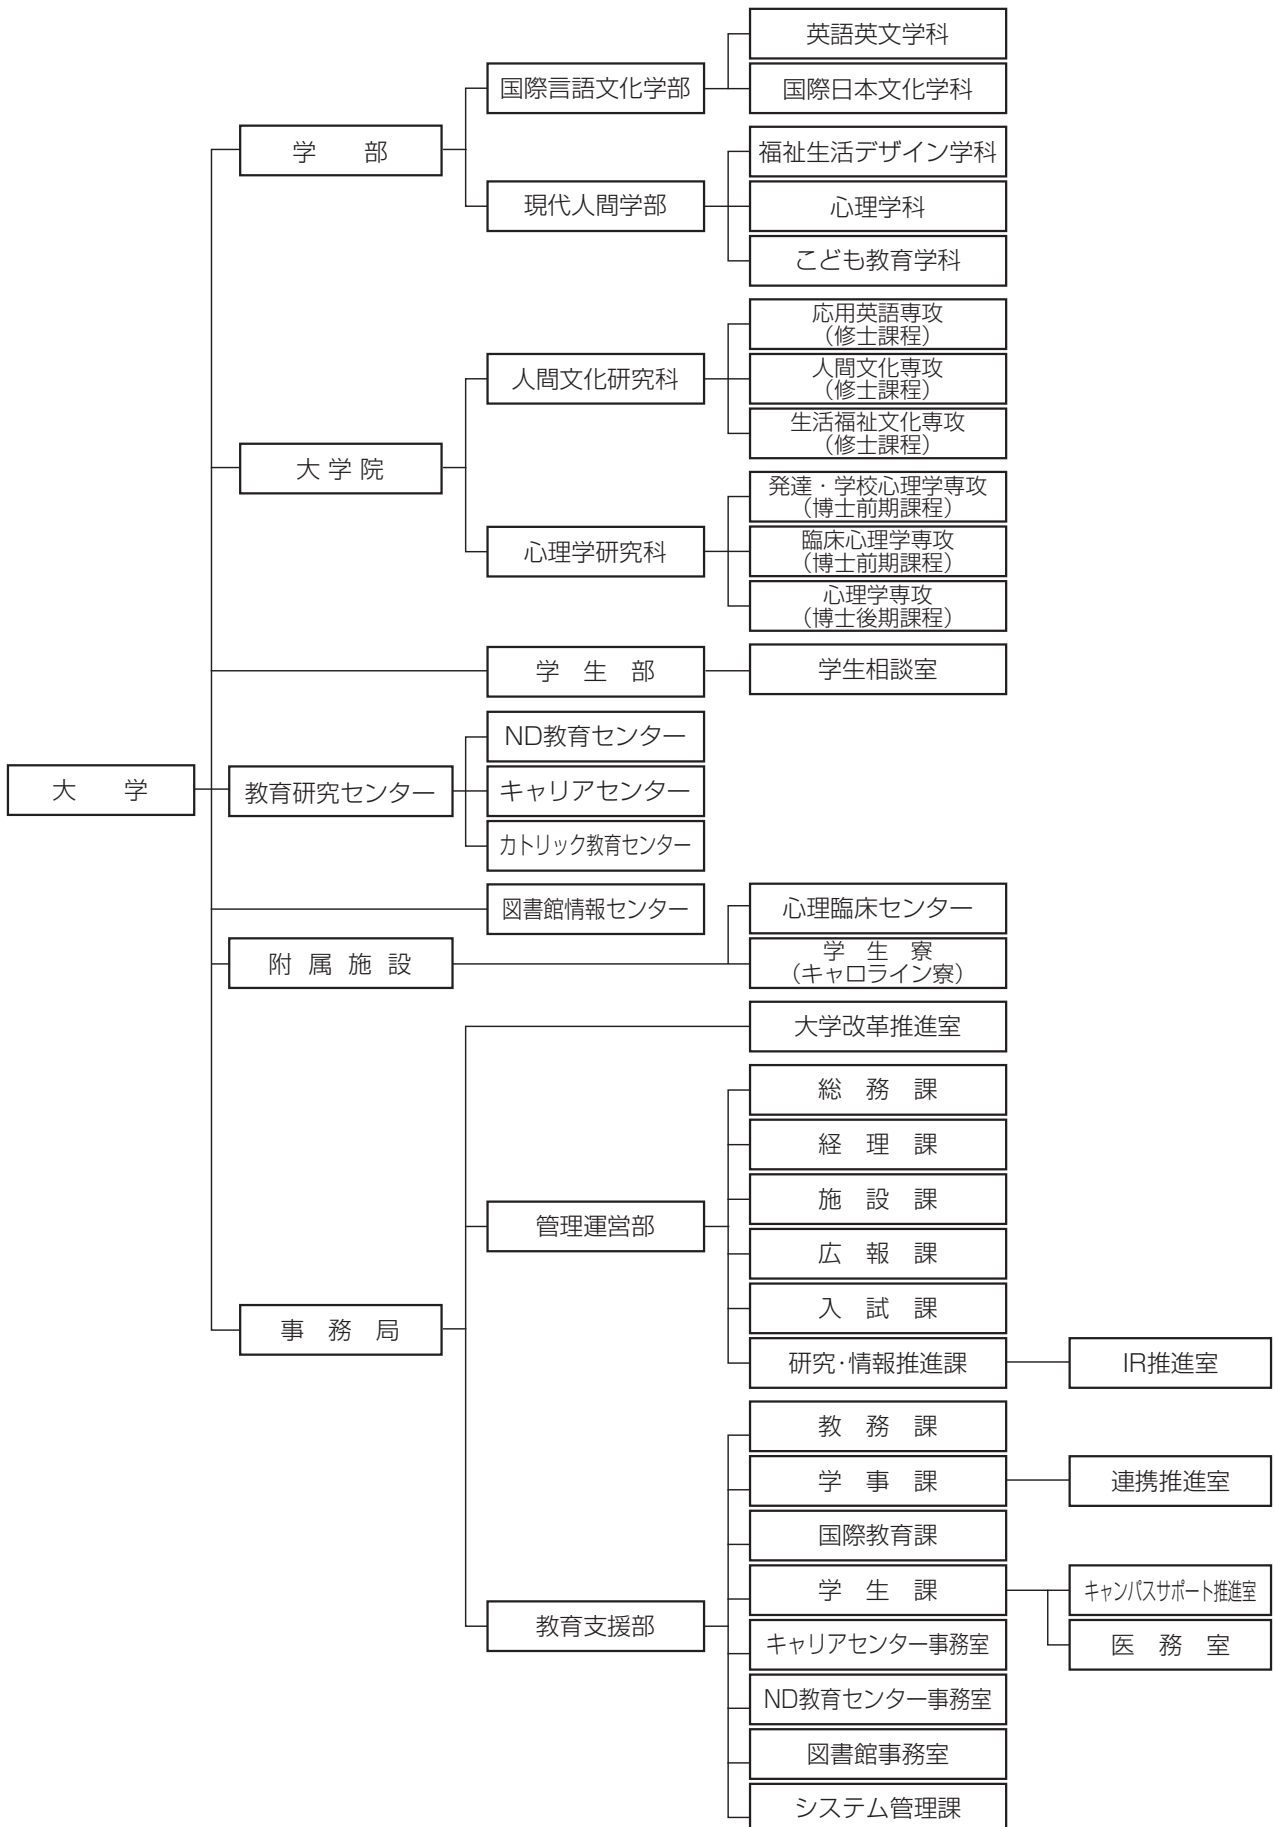 英語英文学科
国際言語文化学部
国際日本文化学科
学　部
福祉生活デザイン学科
現代人間学部
心理学科
こども教育学科
応用英語専攻
（修士課程）
人間文化研究科
人間文化専攻
（修士課程）
生活福祉文化専攻
（修士課程）
大学院
発達・学校心理学専攻
（博士前期課程）
心理学研究科
臨床心理学専攻
（博士前期課程）
心理学専攻
（博士後期課程）
学　生　部
学生相談室
ND教育センター
大　学
教育研究センター
キャリアセンター
カトリック教育センター
図書館情報センター
心理臨床センター
附属施設
学　生　寮
（キャロライン寮）
大学改革推進室
総　務　課
経　理　課
施　設　課
管理運営部
広　報　課
入　試　課
事　務　局
研究・情報推進課
IR推進室
教　務　課
学　事　課
連携推進室
国際教育課
学　生　課
キャンパスサポート推進室
教育支援部
医　務　室
キャリアセンター事務室
ND教育センター事務室
図書館事務室
システム管理課